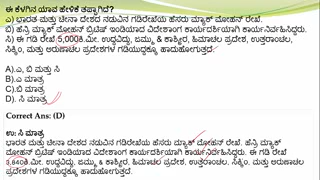 ಈ ಕೆಳಗಿನ ಯಾವ ಹೇಳಿಕೆ ತಪ್ಪಾಗಿದೆ?
ಎ) ಭಾರತ ಮತ್ತು ಚೀನಾ ದೇಶದ ನಡುವಿನ ಗಡಿರೇಖೆಯ ಹೆಸರು ಮ್ಯಾಕ್ ಮೋಹನ್ ರೇಖೆ.
ಬಿ) ಹೆನ್ರಿ ಮ್ಯಾಕ್ ಮೋಹನ್ ಬ್ರಿಟಿಷ್ ಇಂಡಿಯಾದ ವಿದೇಶಾಂಗ ಕಾರ್ಯದರ್ಶಿಯಾಗಿ ಕಾರ್ಯನಿರ್ವಹಿಸಿದ್ದರು.
ಸಿ) ಈ ಗಡಿ ರೇಖೆ 5,000ಕಿ.ಮೀ. ಉದ್ದವಿದ್ದು, ಜಮ್ಮು & ಕಾಶ್ಮೀರ, ಹಿಮಾಚಲ ಪ್ರದೇಶ, ಉತ್ತರಾಂಚಲ,
ಸಿಕ್ಕಿಂ, ಮತ್ತು ಅರುಣಾಚಲ ಪ್ರದೇಶಗಳ ಗಡಿಯುದ್ದಕ್ಕೂ ಹಾದುಹೋಗುತ್ತದೆ.
A).ಎ, ಬಿ ಮತ್ತು ಸಿ
B).ಎ ಮಾತ್ರ
C).ಬಿ ಮಾತ್ರ
D). ಸಿ ಮಾತ್ರ
Correct Ans: (D)
ಉ: ಸಿ ಮಾತ್ರ
ಭಾರತ ಮತ್ತು ಚೀನಾ ದೇಶದ ನಡುವಿನ ಗಡಿರೇಖೆಯ ಹೆಸರು ಮ್ಯಾಕ್ ಮೋಹನ್ ರೇಖೆ. ಹೆನ್ರಿ ಮ್ಯಾಕ್
ಮೋಹನ್ ಬ್ರಿಟಿಷ್ ಇಂಡಿಯಾದ ವಿದೇಶಾಂಗ ಕಾರ್ಯದರ್ಶಿಯಾಗಿ ಕಾರ್ಯನಿರ್ವಹಿಸಿದ್ದರು. ಈ ಗಡಿ ರೇಖೆ
3,640ಕಿ.ಮೀ. ಉದ್ದವಿದ್ದು, ಜಮ್ಮು & ಕಾಶ್ಮೀರ, ಹಿಮಾಚಲ ಪ್ರದೇಶ, ಉತ್ತರಾಂಚಲ, ಸಿಕ್ಕಿಂ, ಮತ್ತು ಅರುಣಾಚಲ
ಪ್ರದೇಶಗಳ ಗಡಿಯುದ್ದಕ್ಕೂ ಹಾದುಹೋಗುತ್ತದೆ.